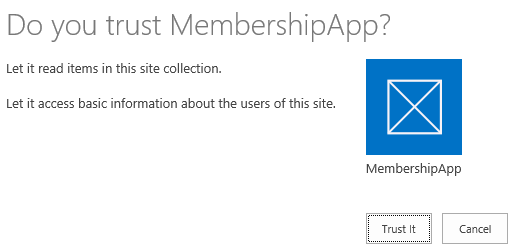 Do you trust MembershipApp?
Let it read items in this site collection.
Let it access basic information about the users of this site.
MembershipApp
Trust It
Cancel